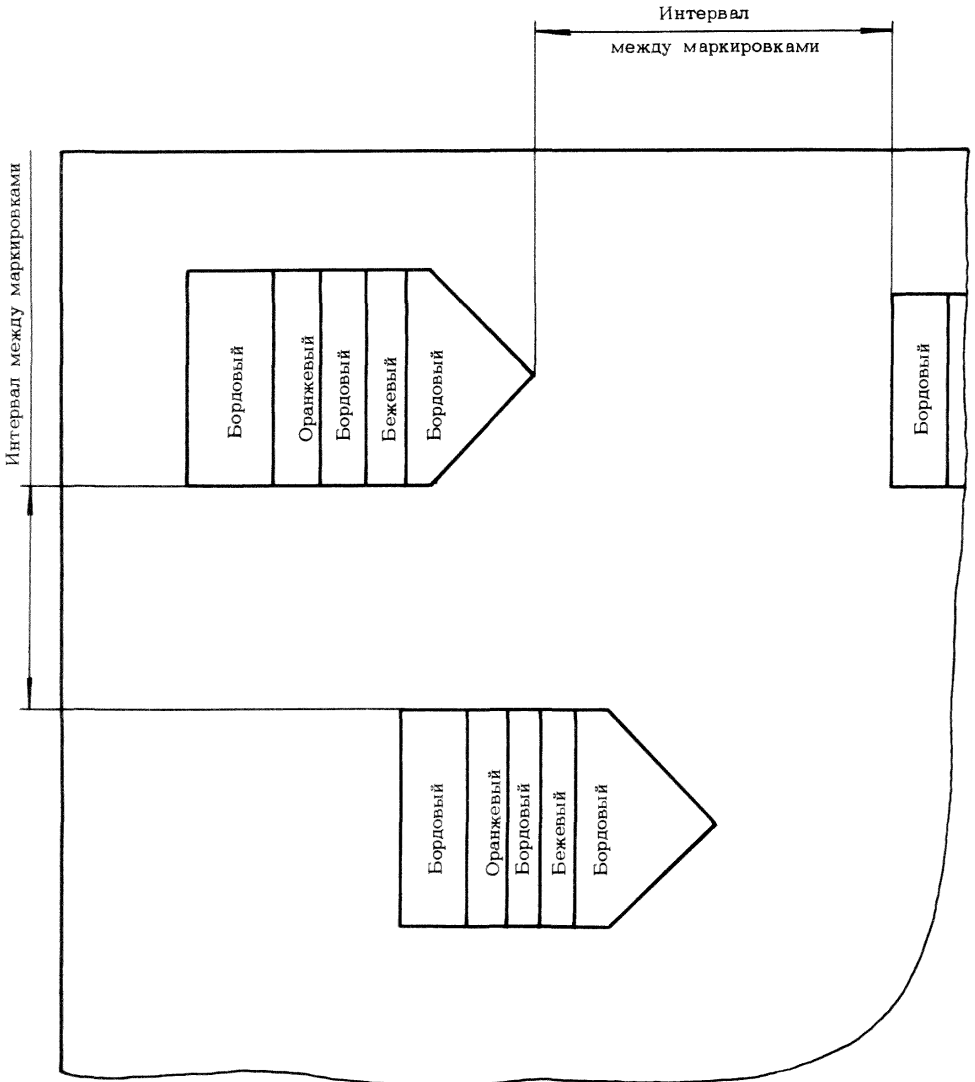 Интервал
между маркировками
Интервал между маркировками
Бордовый
Оранжевый
Бордовый
Бежевый
Бордовый
Бордовый
Бордовый
Оранжевый
Бордовый
Бежевый
Бордовый